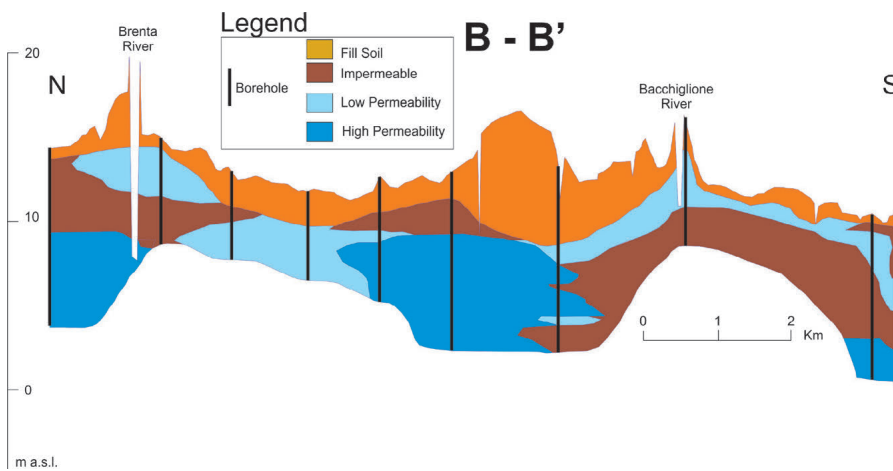 Legend
B - B’
Brenta
River
20
N
Borehole
Fill Soil
Impermeable
Low Permeability
High Permeability
Bacchiglione
River
S
10
0
1
2
Km
0
m a.s.l.